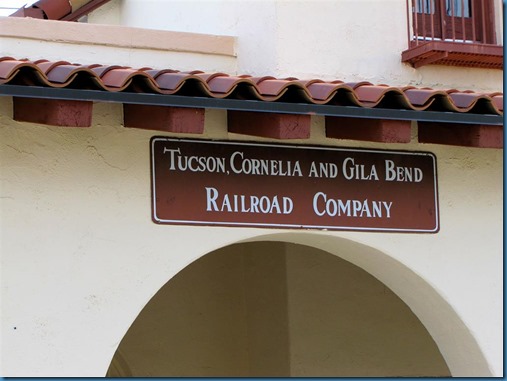 Tucson, Cornelia and Gila Bend
Railroad Company